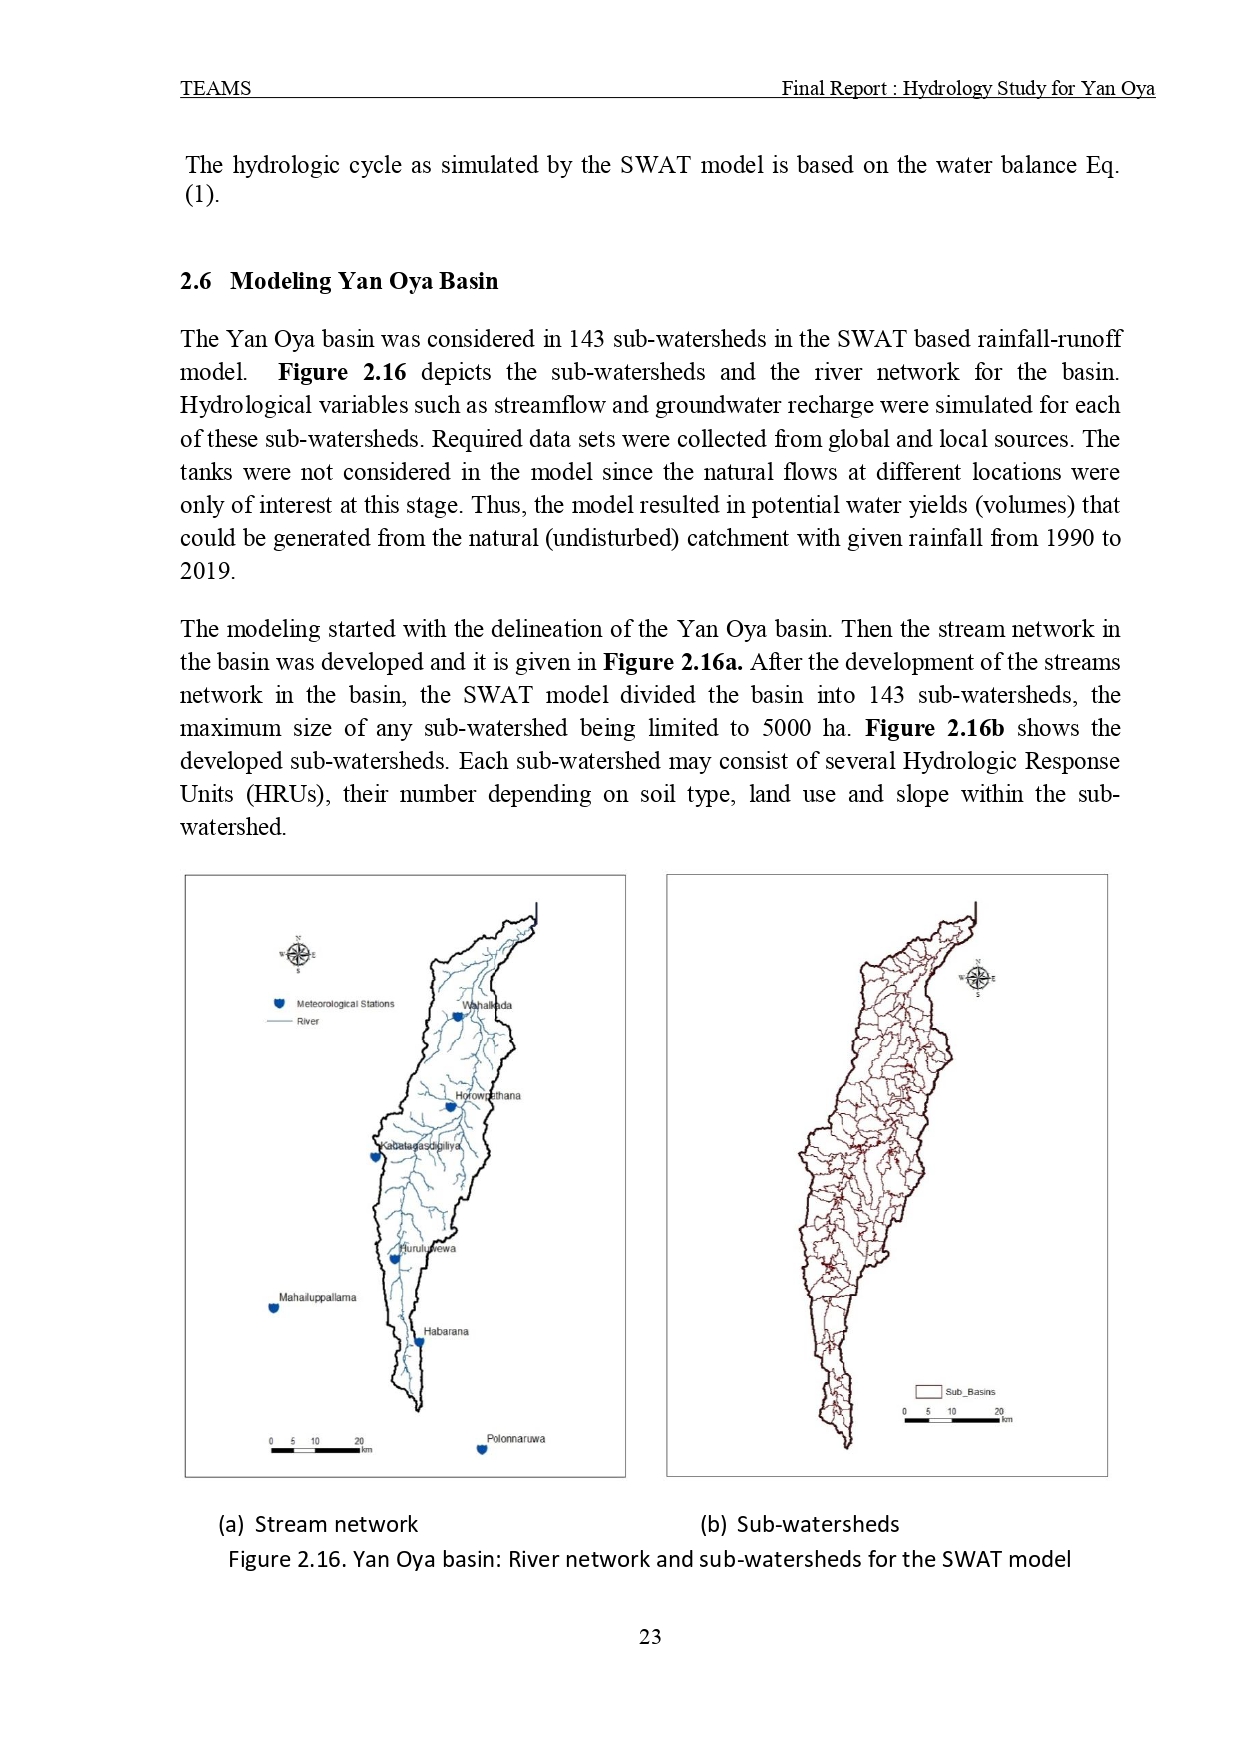 TEAMS Final Report : Hydrology Study for Yan Oya
The hydrologic cycle as simulated by the SWAT model is based on the water balance Eq.
(1).
2.6 Modeling Yan Oya Basin
The Yan Oya basin was considered in 143 sub-watersheds in the SWAT based rainfall-runoff
model. Figure 2.16 depicts the sub-watersheds and the river network for the basin.
Hydrological variables such as streamflow and groundwater recharge were simulated for each
of these sub-watersheds. Required data sets were collected from global and local sources. The
tanks were not considered in the model since the natural flows at different locations were
only of interest at this stage. Thus, the model resulted in potential water yields (volumes) that
could be generated from the natural (undisturbed) catchment with given rainfall from 1990 to
2019.
The modeling started with the delineation of the Yan Oya basin. Then the stream network in
the basin was developed and it is given in Figure 2.16a. After the development of the streams
network in the basin, the SWAT model divided the basin into 143 sub-watersheds, the
maximum size of any sub-watershed being limited to 5000 ha. Figure 2.16b shows the
developed sub-watersheds. Each sub-watershed may consist of several Hydrologic Response
Units (HRUs), their number depending on soil type, land use and slope within the sub-
watershed.
N
W E
S
Meteorological Stations
River
Wahalkada
Horowpathana
Kabatagasdigiliya
Huruluwewa
Mahailuppallama
Habarana
Polonnaruwa
0 5 10 20
km
N
W E
S
Sub_Basins
0 5 10 20
km
(a) Stream network
(b) Sub-watersheds
Figure 2.16. Yan Oya basin: River network and sub-watersheds for the SWAT model
23